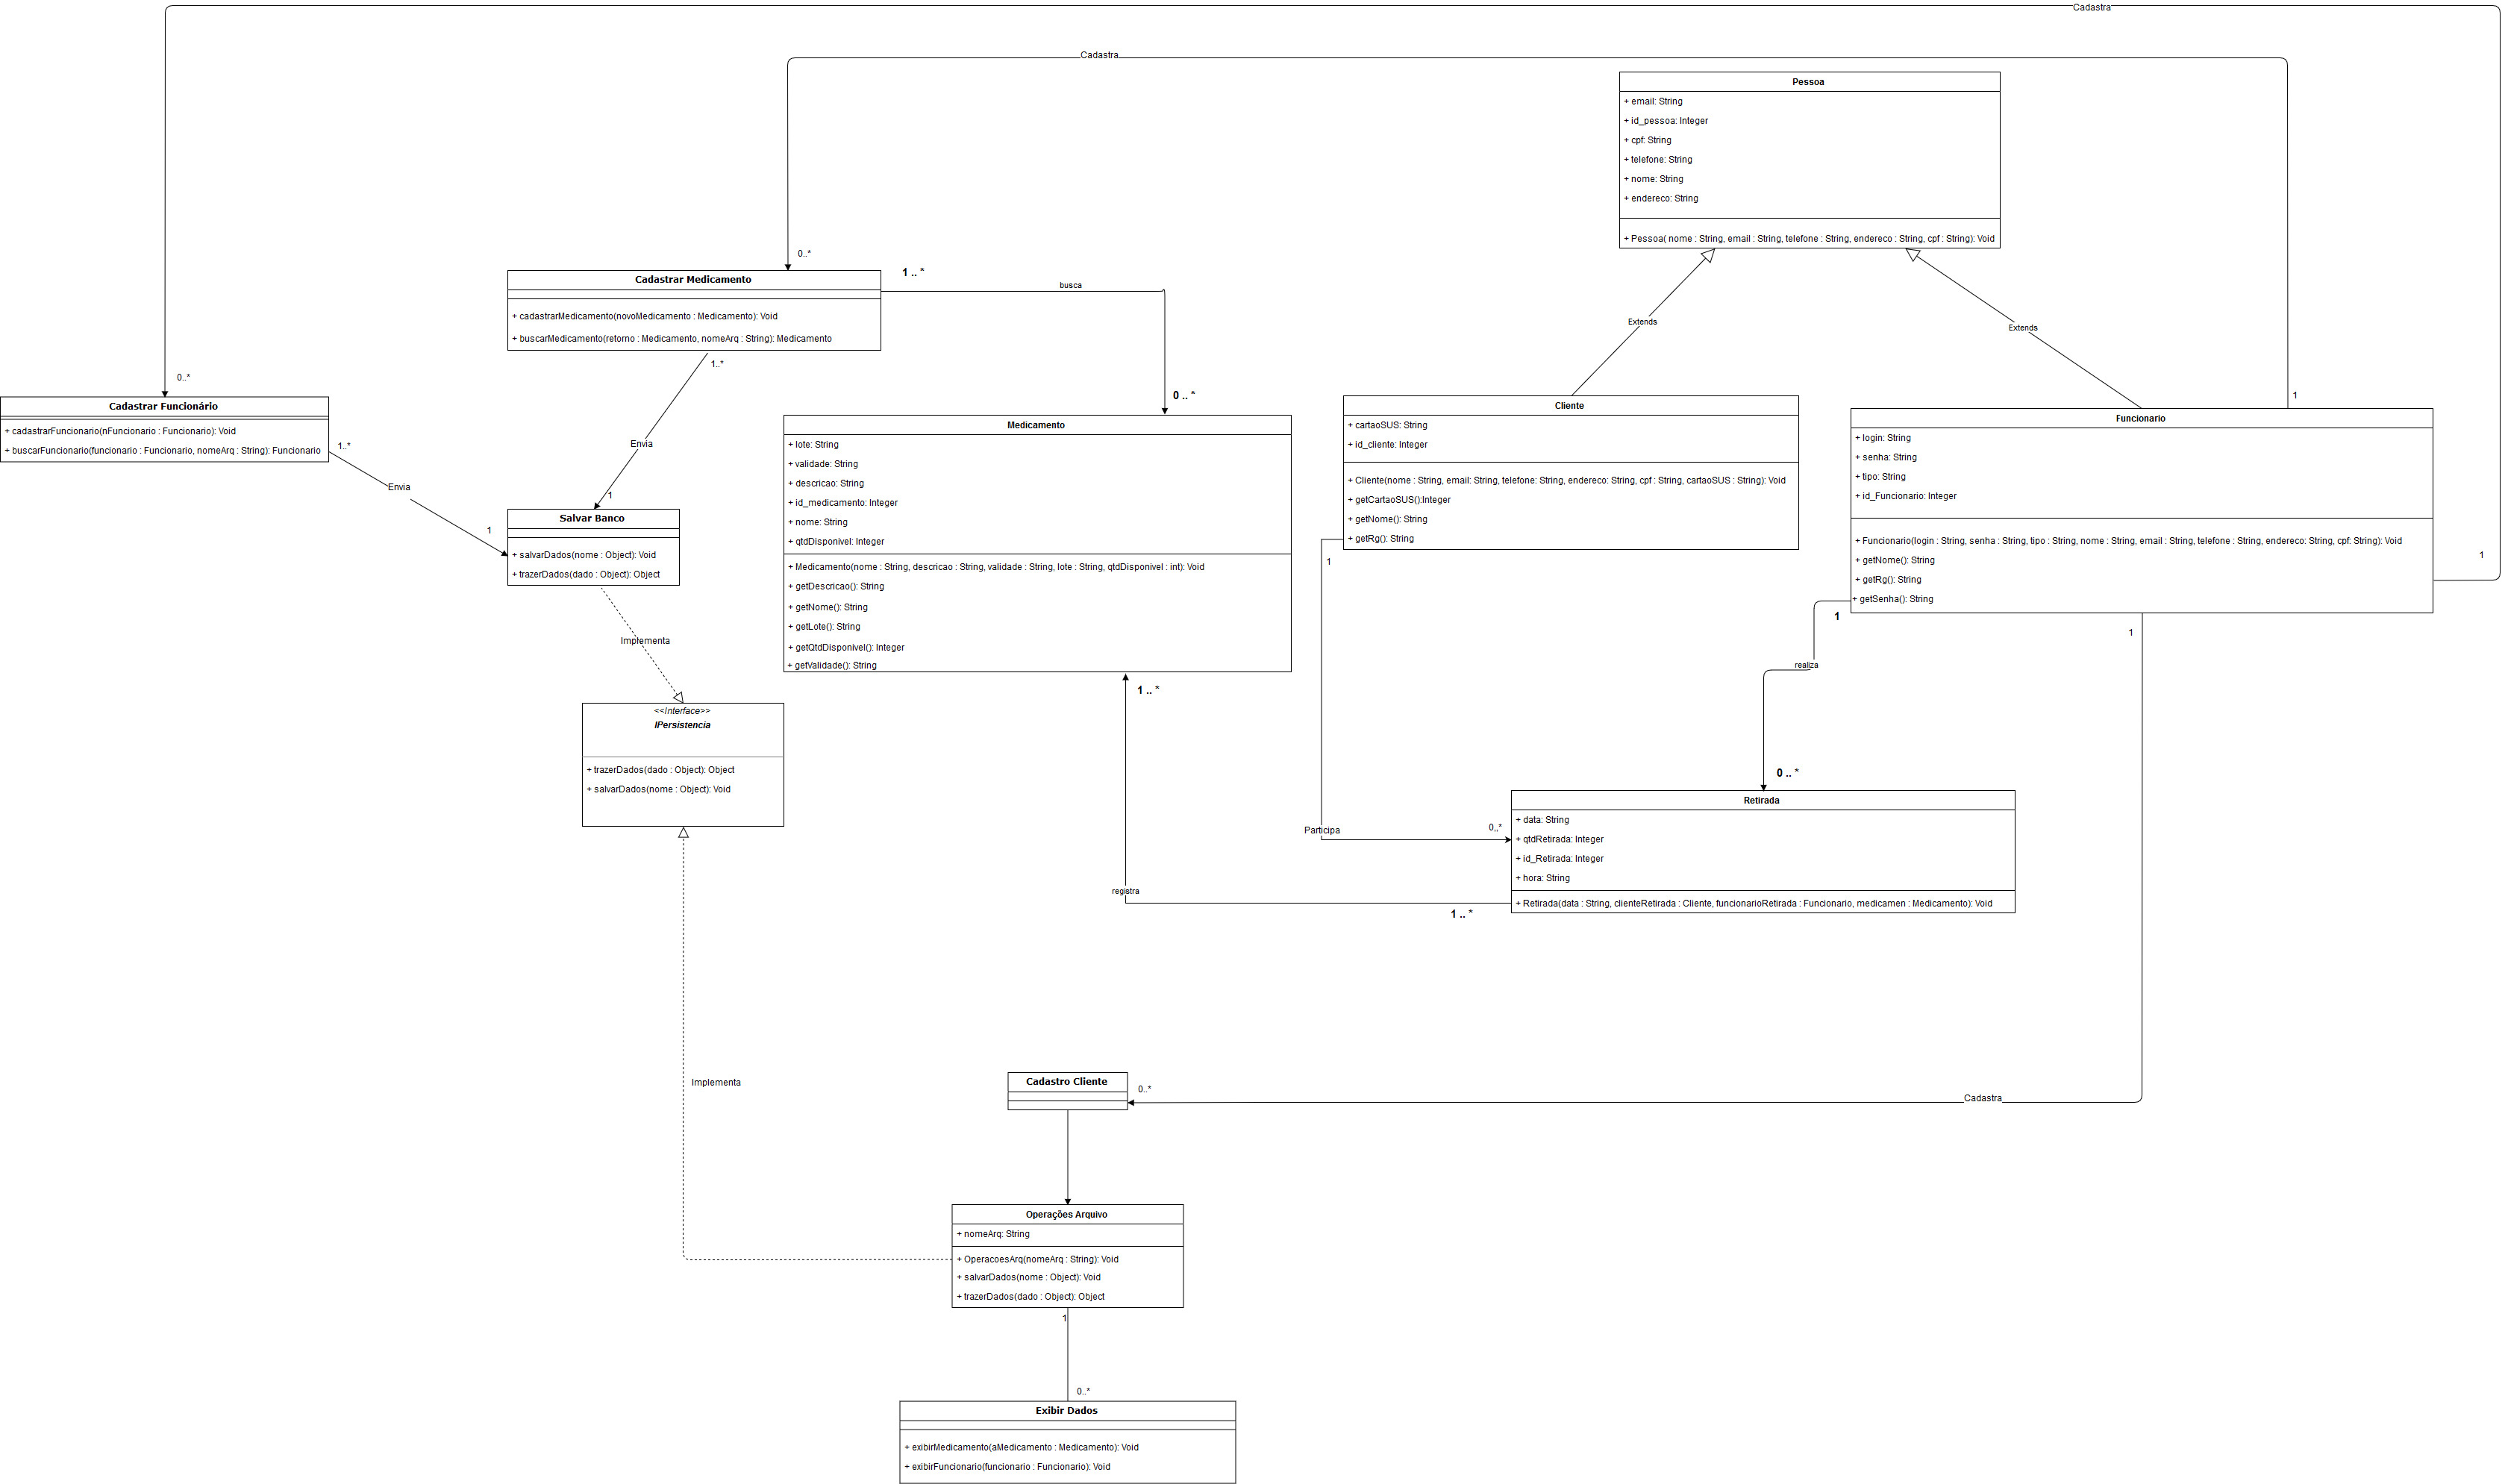 Cadastra
Cadastra
Pessoa
+ email: String
+ id_pessoa: Integer
+ cpf: String
+ telefone: String
+ nome: String
+ endereco: String
+ Pessoa( nome : String, email : String, telefone : String, endereco : String, cpf : String): Void
0..*
1 .. *
Cadastrar Medicamento
+ cadastrarMedicamento(novoMedicamento : Medicamento): Void
+ buscarMedicamento(retorno : Medicamento, nomeArq : String): Medicamento
busca
Extends
Extends
1..*
0..*
0 .. *
1
Cadastrar Funcionário
+ cadastrarFuncionario(nFuncionario : Funcionario): Void
+ buscarFuncionario(funcionario : Funcionario, nomeArq : String): Funcionario
1..*
Envia
Envia
1
1
Medicamento
+ lote: String
+ validade: String
+ descricao: String
+ id_medicamento: Integer
+ nome: String
+ qtdDisponivel: Integer
+ Medicamento(nome : String, descricao : String, validade : String, lote : String, qtdDisponivel : int): Void
+ getDescricao(): String
+ getNome(): String
+ getLote(): String
+ getQtdDisponivel(): Integer
+ getValidade(): String
Cliente
+ cartaoSUS: String
+ id_cliente: Integer
+ Cliente(nome : String, email: String, telefone: String, endereco: String, cpf : String, cartaoSUS : String): Void
+ getCartaoSUS():Integer
+ getNome(): String
+ getRg(): String
1
Funcionario
+ login: String
+ senha: String
+ tipo: String
+ id_Funcionario: Integer
+ Funcionario(login : String, senha : String, tipo : String, nome : String, email : String, telefone : String, endereco: String, cpf: String): Void
+ getNome(): String
+ getRg(): String
+ getSenha(): String
1
1
1
Salvar Banco
+ salvarDados(nome : Object): Void
+ trazerDados(dado : Object): Object
Implementa
realiza
1 .. *
<<Interface>>
IPersistencia
+ trazerDados(dado : Object): Object
+ salvarDados(nome : Object): Void
0 .. *
Participa
0,,*
Retirada
+ data: String
+ qtdRetirada: Integer
+ id_Retirada: Integer
+ hora: String
+ Retirada(data : String, clienteRetirada : Cliente, funcionarioRetirada : Funcionario, medicamen : Medicamento): Void
registra
1 .. *
Implementa
Cadastro Cliente
0..*
Cadastra
Operações Arquivo
+ nomeArq: String
+ OperacoesArq(nomeArq : String): Void
+ salvarDados(nome : Object): Void
+ trazerDados(dado : Object): Object
1
0..*
Exibir Dados
+ exibirMedicamento(aMedicamento : Medicamento): Void
+ exibirFuncionario(funcionario : Funcionario): Void